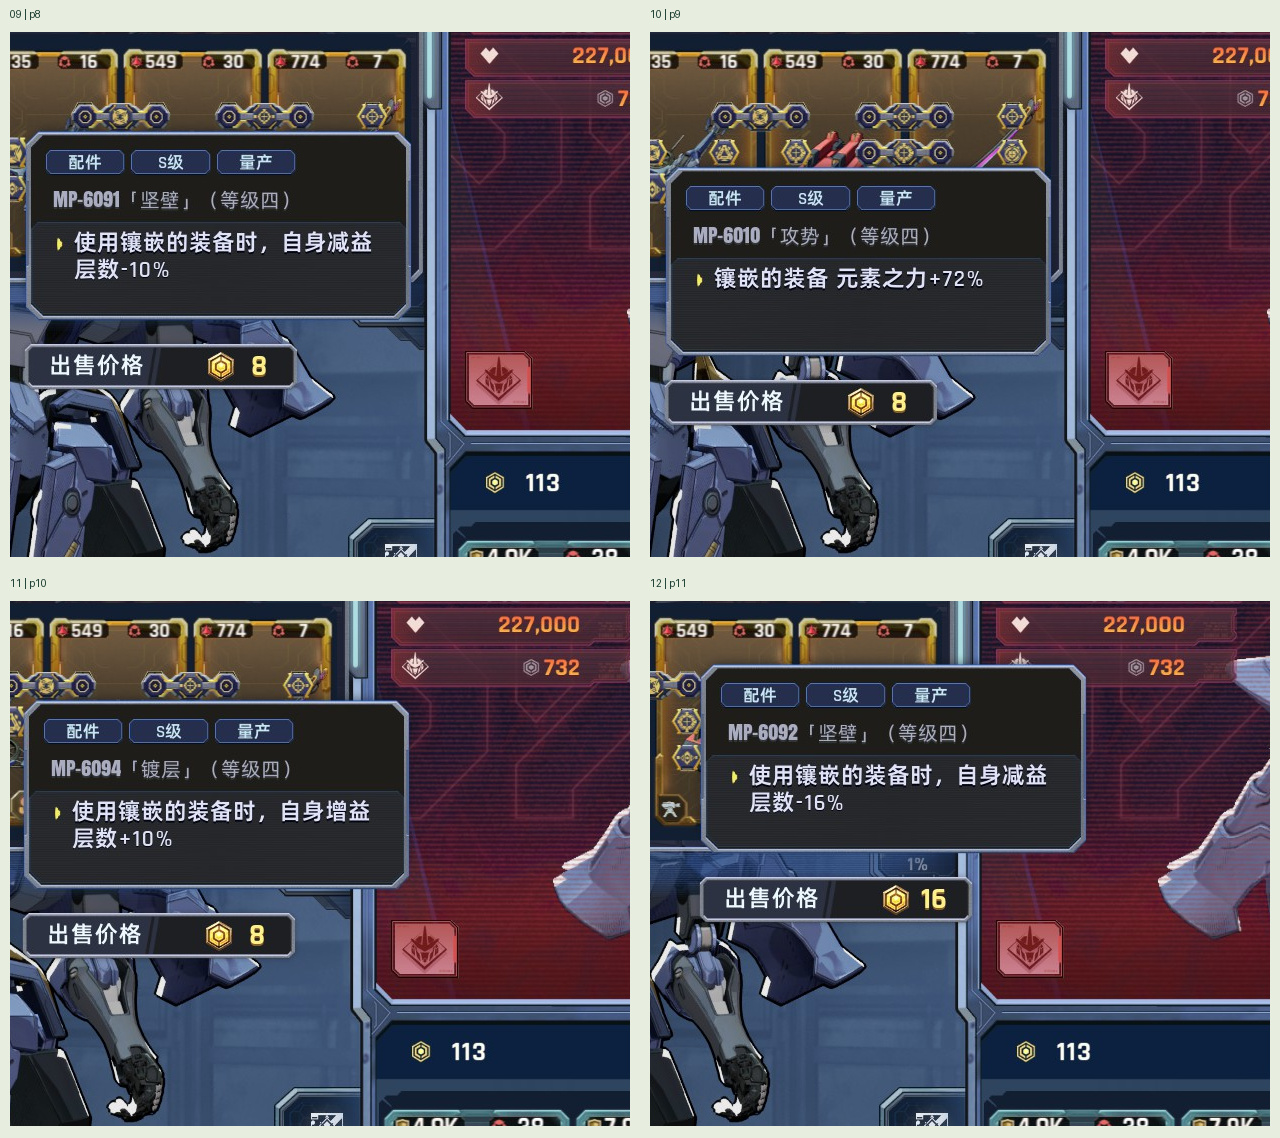 09 | p8
35 16 549 30 774 7
227,00
7
配件 S级 量产
MP-6091「坚壁」（等级四）
使用镶嵌的装备时，自身减益
层数-10%
出售价格 8
113
10 | p9
35 16 549 30 774 7
227,0
7
配件 S级 量产
MP-6010「攻势」（等级四）
镶嵌的装备 元素之力+72%
出售价格 8
113
11 | p10
549 30 774 7
227,000
732
配件 S级 量产
MP-6094「镀层」（等级四）
使用镶嵌的装备时，自身增益
层数+10%
出售价格 8
113
12 | p11
549 30 774 7
227,000
732
配件 S级 量产
MP-6092「坚壁」（等级四）
使用镶嵌的装备时，自身减益
层数-16%
1%
出售价格 16
113